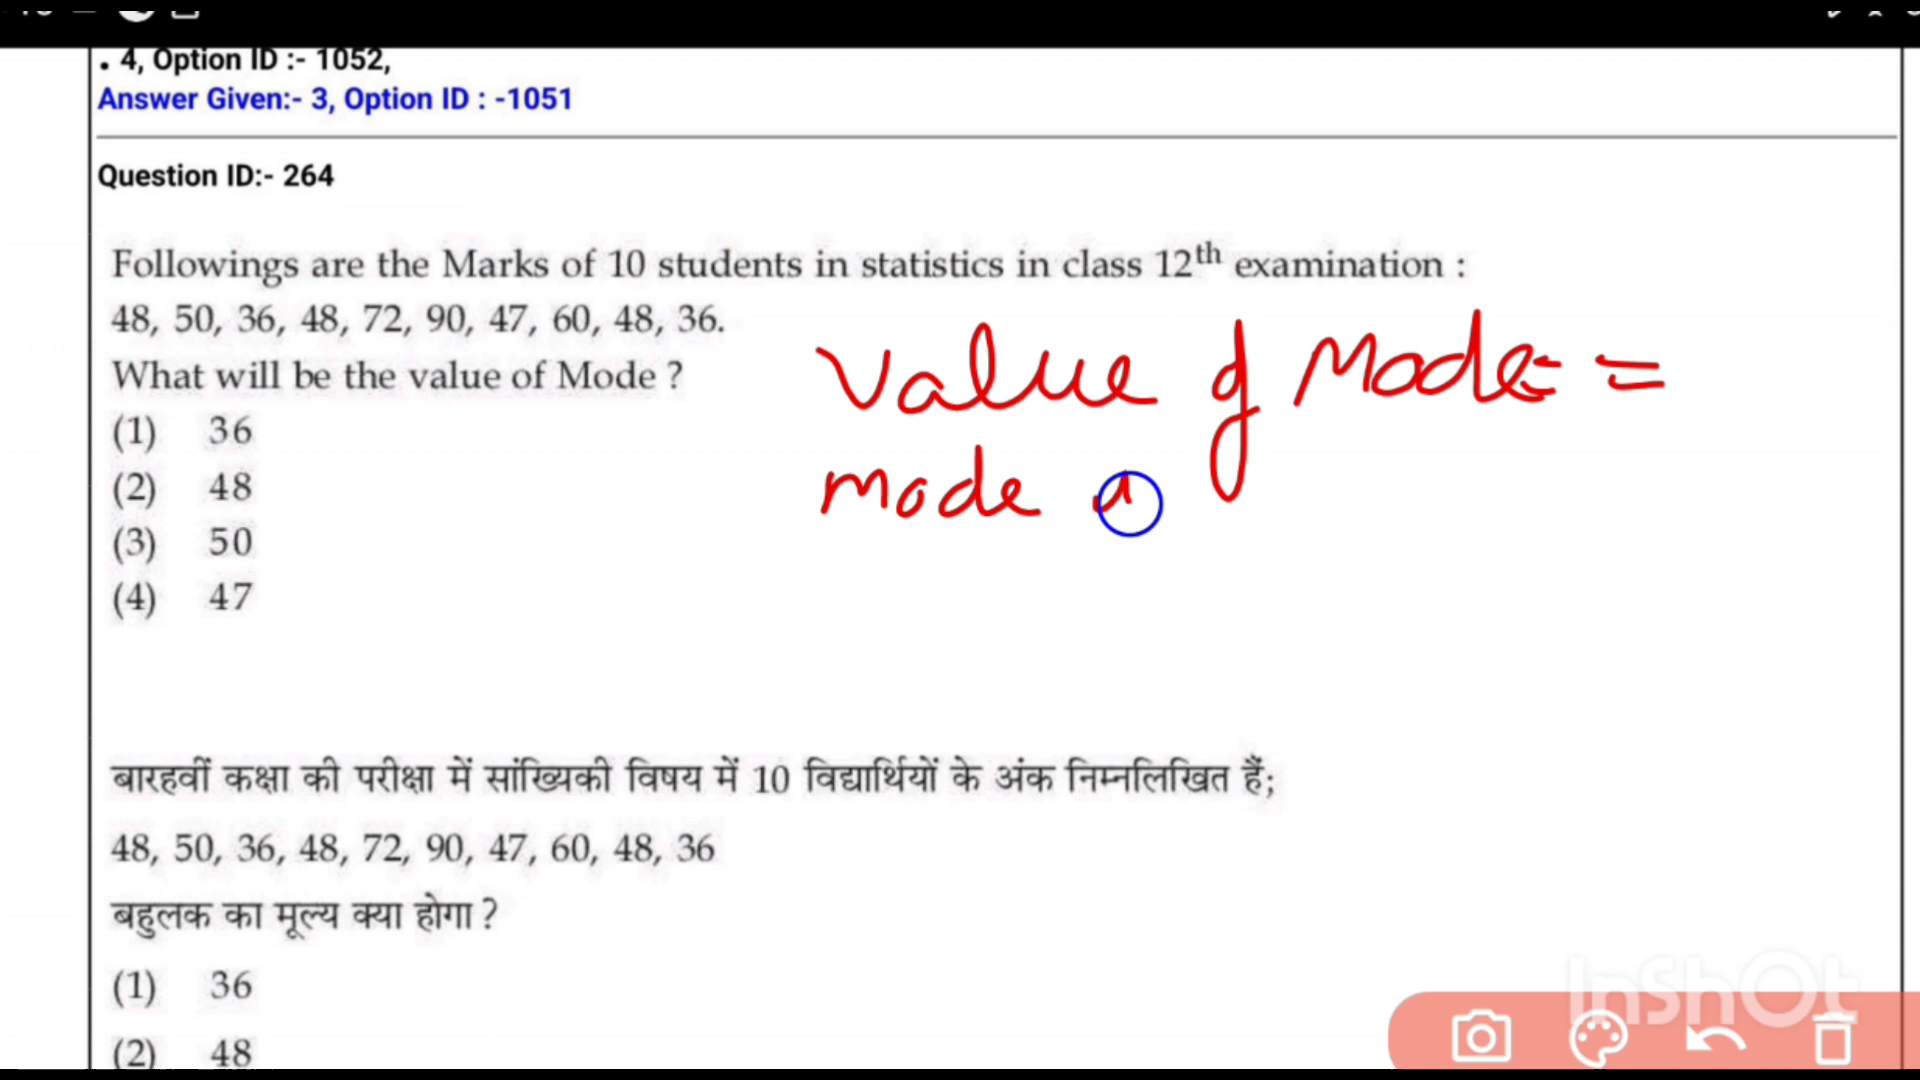 . 4, Option ID :- 1052,
Answer Given:- 3, Option ID : -1051
Question ID:- 264
Followings are the Marks of 10 students in statistics in class 12th examination :
48, 50, 36, 48, 72, 90, 47, 60, 48, 36.
What will be the value of Mode ?
(1) 36
(2) 48
(3) 50
(4) 47
Value of Mode =
mode
बारहवीं कक्षा की परीक्षा में सांख्यिकी विषय में 10 विद्यार्थियों के अंक निम्नलिखित हैं;
48, 50, 36, 48, 72, 90, 47, 60, 48, 36
बहुलक का मूल्य क्या होगा ?
(1) 36
(2) 48
InShOt